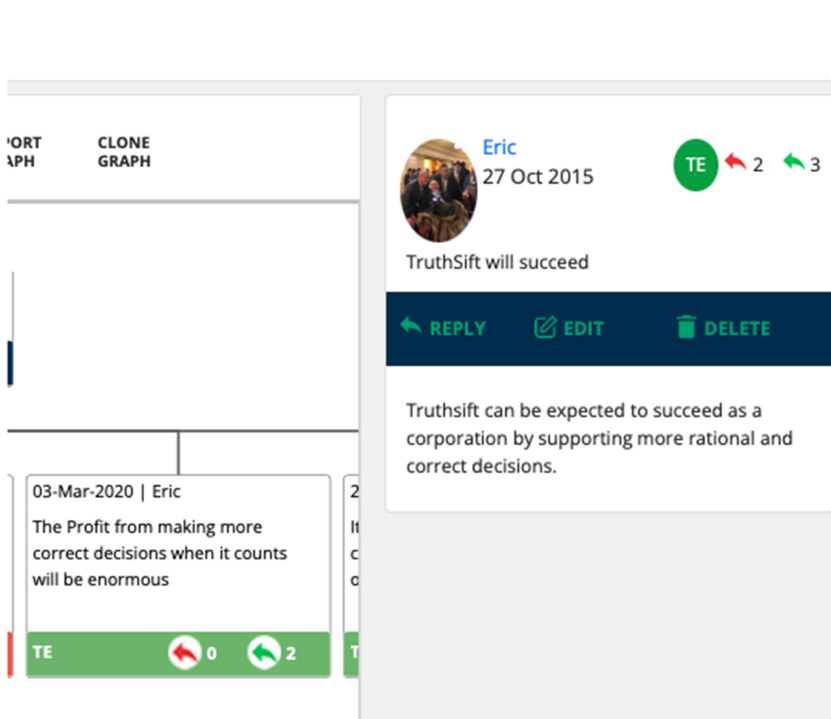 PORT
APH
CLONE
GRAPH
Eric
27 Oct 2015
TE
2
3
TruthSift will succeed
REPLY
EDIT
DELETE
Truthsift can be expected to succeed as a
corporation by supporting more rational and
correct decisions.
03-Mar-2020 | Eric
The Profit from making more
correct decisions when it counts
will be enormous
TE
0
2